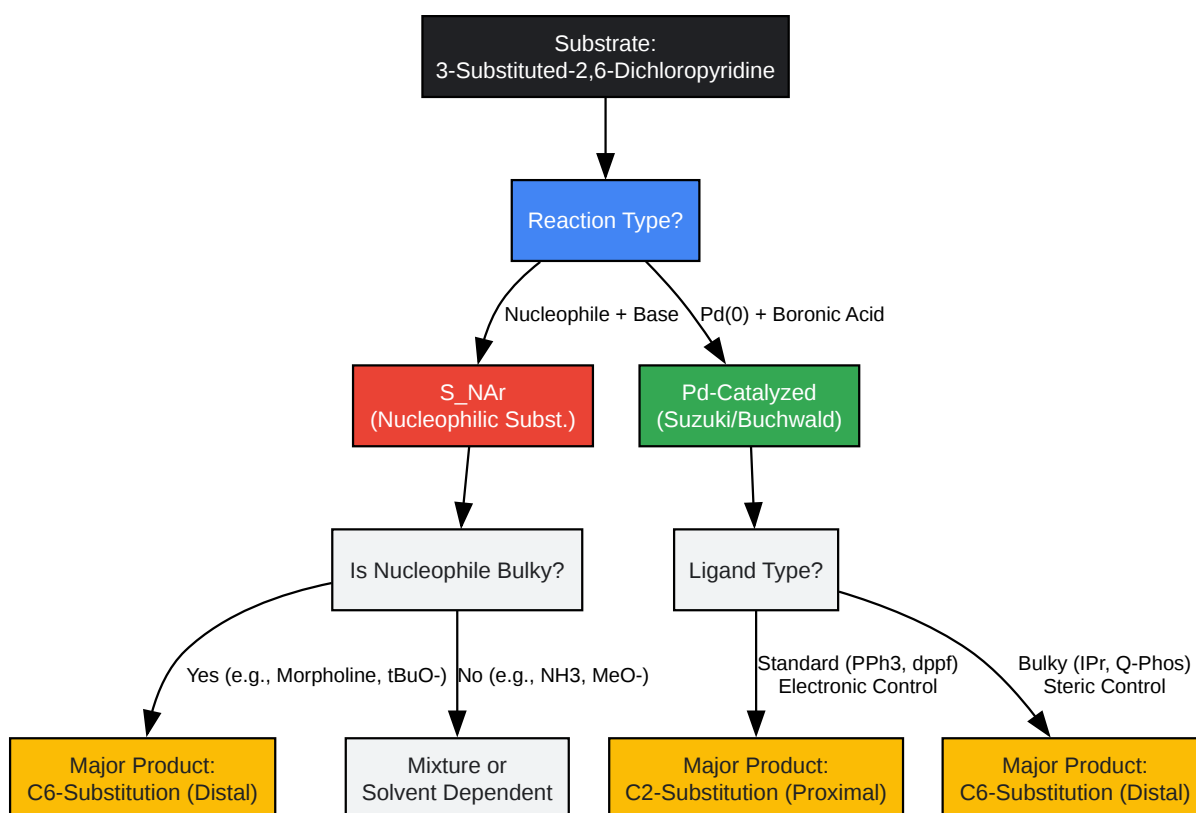 Substrate:
3-Substituted-2,6-Dichloropyridine
Reaction Type?
Nucleophile + Base
Pd(0) + Boronic Acid
S_NAr
(Nucleophilic Subst.)
Pd-Catalyzed
(Suzuki/Buchwald)
Is Nucleophile Bulky?
Ligand Type?
Yes (e.g., Morpholine, tBuO-)
No (e.g., NH3, MeO-)
Standard (PPh3, dppf)
Electronic Control
Bulky (IPr, Q-Phos)
Steric Control
Major Product:
C6-Substitution (Distal)
Mixture or
Solvent Dependent
Major Product:
C2-Substitution (Proximal)
Major Product:
C6-Substitution (Distal)